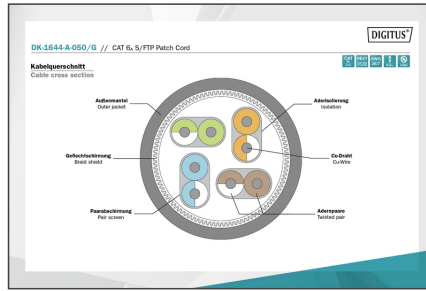 DIGITUS®
DK-1644-A-050/G // CAT 6A S/FTP Patch Cord
Kabelquerschnitt
Cable cross section
Außenmantel
Outer jacket
Aderisolierung
Isolation
Geflechtschirmung
Braid shield
Cu-Draht
Cu-Wire
Paarabschirmung
Pair screen
Adernpaare
Twisted pair